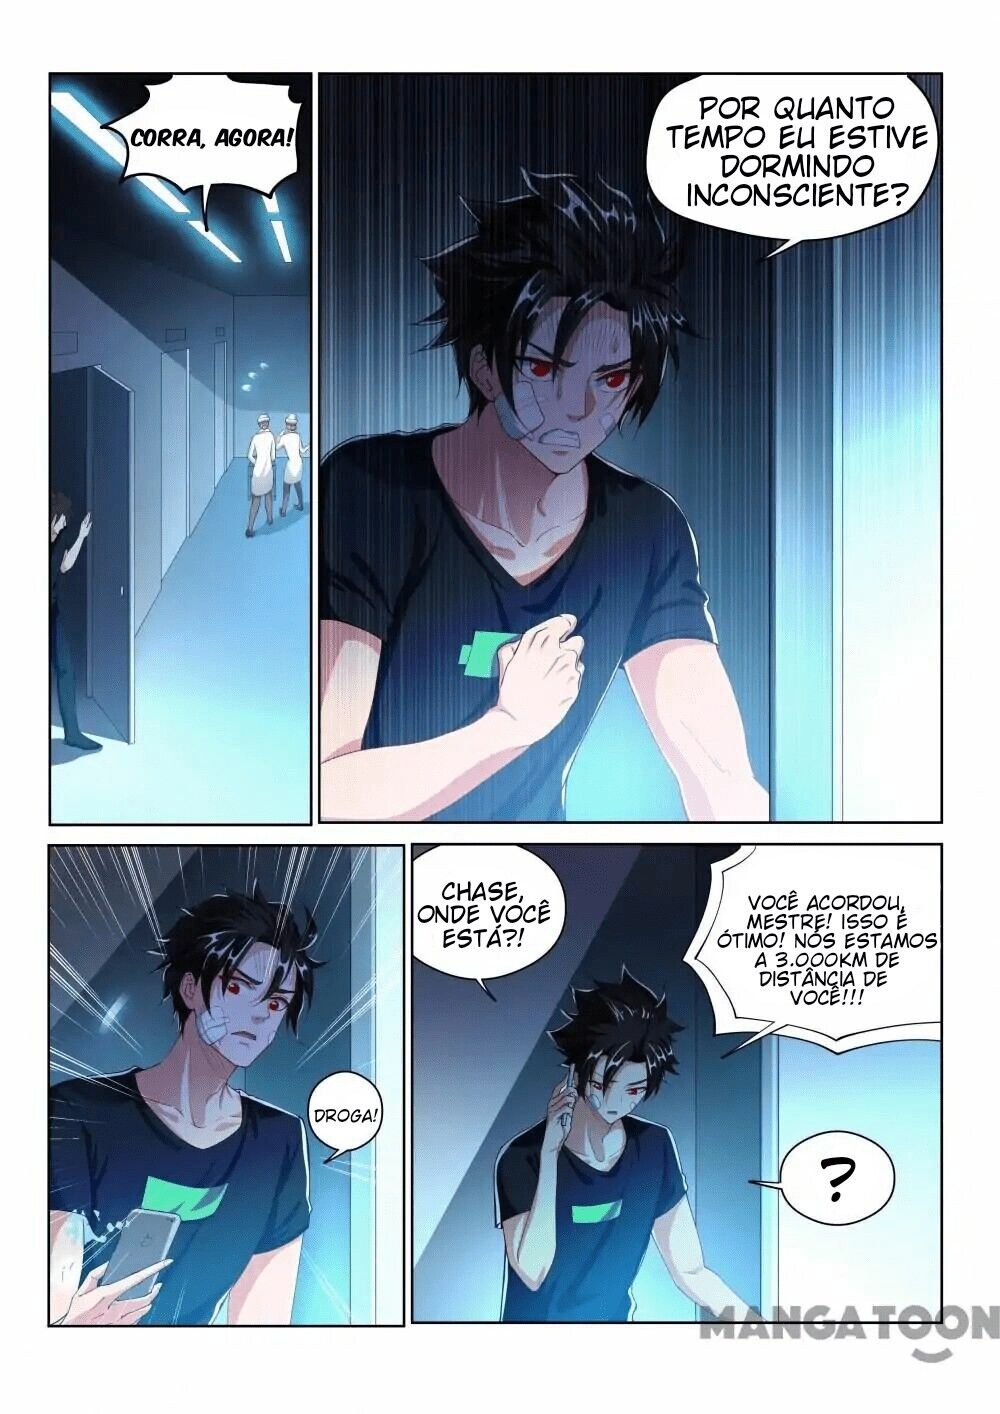 CORRA, AGORA!
POR QUANTO
TEMPO EU ESTIVE
DORMINDO
INCONSCIENTE?
DROGA!
CHASE,
ONDE VOCÊ
ESTÁ?!
VOCÊ ACORDOU,
MESTRE! ISSO É
ÓTIMO! NÓS ESTAMOS
A 3.000KM DE
DISTÂNCIA DE
VOCÊ!!!
?
MANGATOON